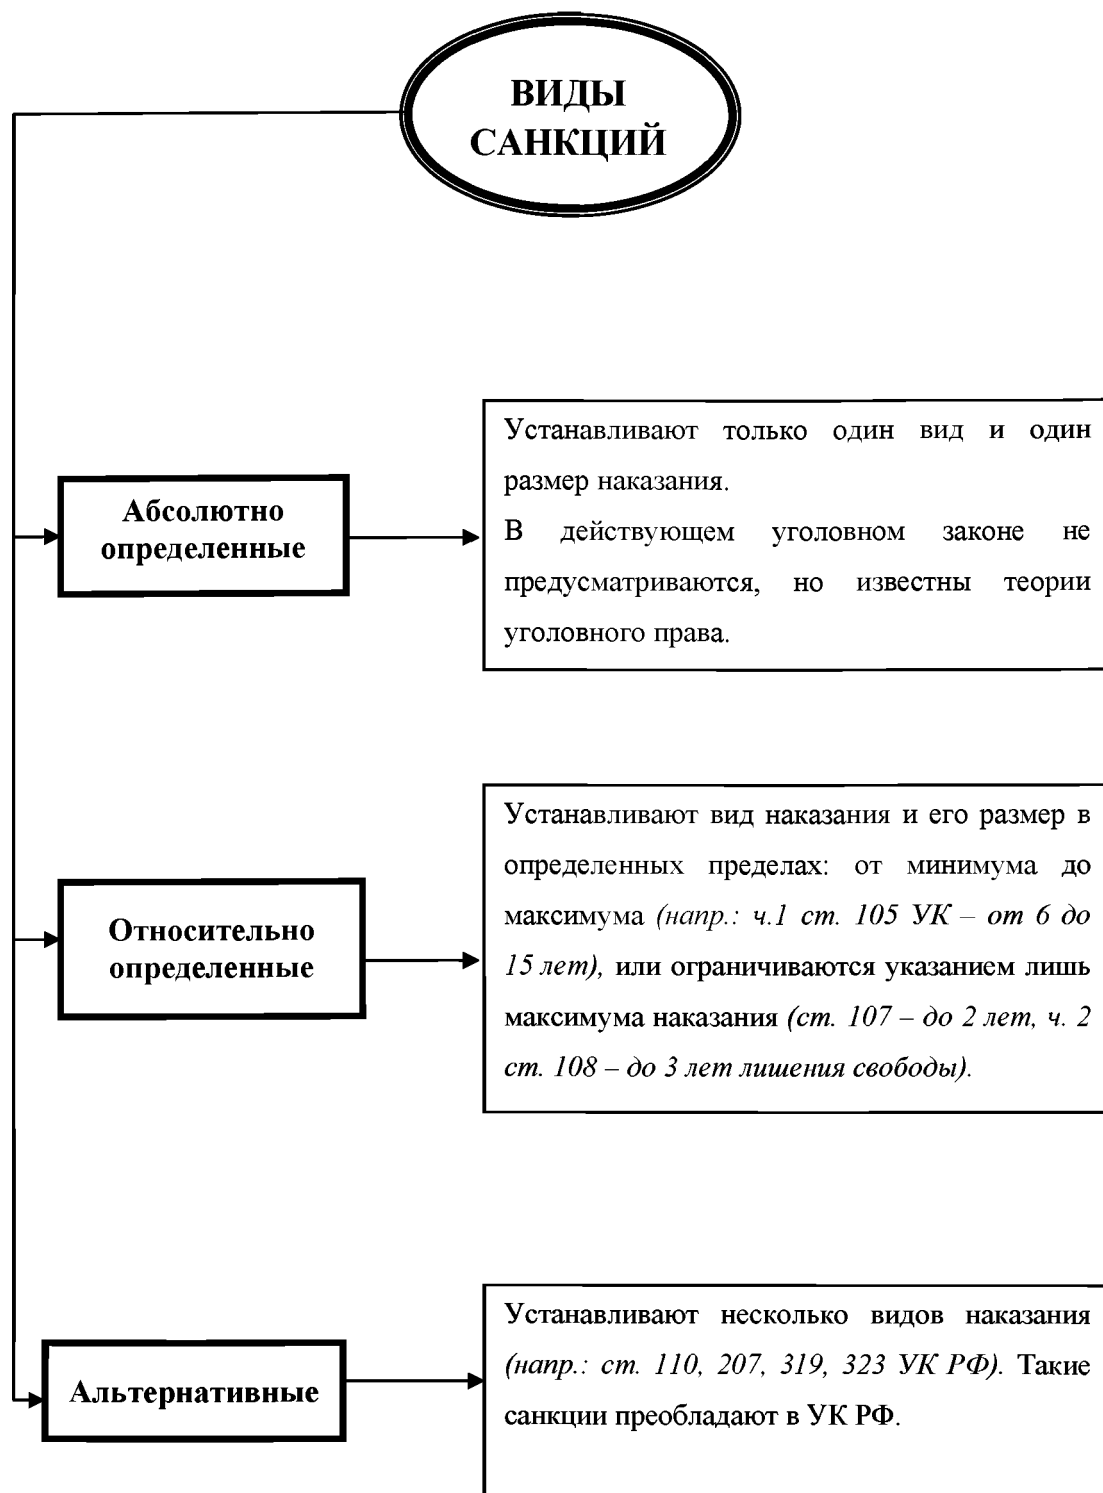 ВИДЫ
САНКЦИЙ
Абсолютно
определенные
Устанавливают только один вид и один
размер наказания.
В действующем уголовном законе не
предусматриваются, но известны теории
уголовного права.
Относительно
определенные
Устанавливают вид наказания и его размер в
определенных пределах: от минимума до
максимума (напр.: ч.1 ст. 105 УК – от 6 до
15 лет), или ограничиваются указанием лишь
максимума наказания (ст. 107 – до 2 лет, ч. 2
ст. 108 – до 3 лет лишения свободы).
Альтернативные
Устанавливают несколько видов наказания
(напр.: ст. 110, 207, 319, 323 УК РФ). Такие
санкции преобладают в УК РФ.